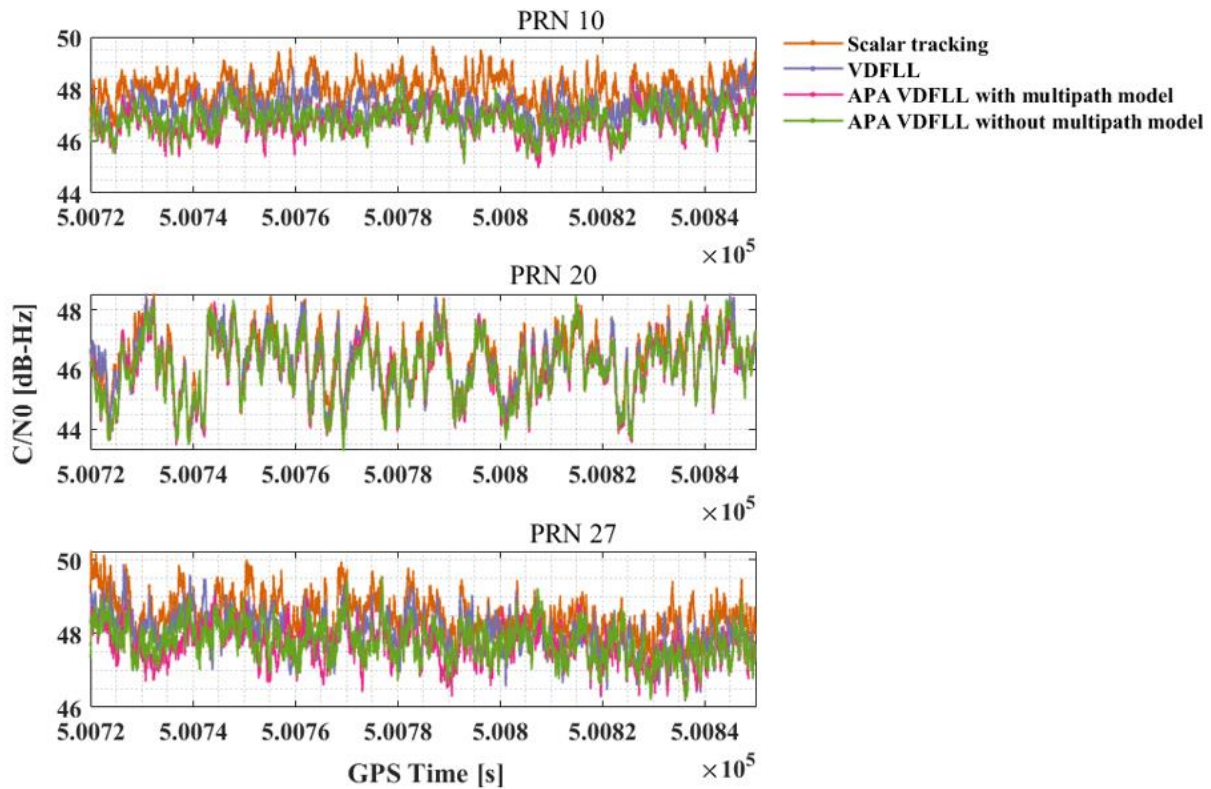 PRN 10
50
48
46
44
5.0072 5.0074 5.0076 5.0078 5.008 5.0082 5.0084
×10^5
Scalar tracking
VDFLL
APA VDFLL with multipath model
APA VDFLL without multipath model
PRN 20
48
46
44
5.0072 5.0074 5.0076 5.0078 5.008 5.0082 5.0084
×10^5
C/N0 [dB-Hz]
PRN 27
50
48
46
5.0072 5.0074 5.0076 5.0078 5.008 5.0082 5.0084
×10^5
GPS Time [s]